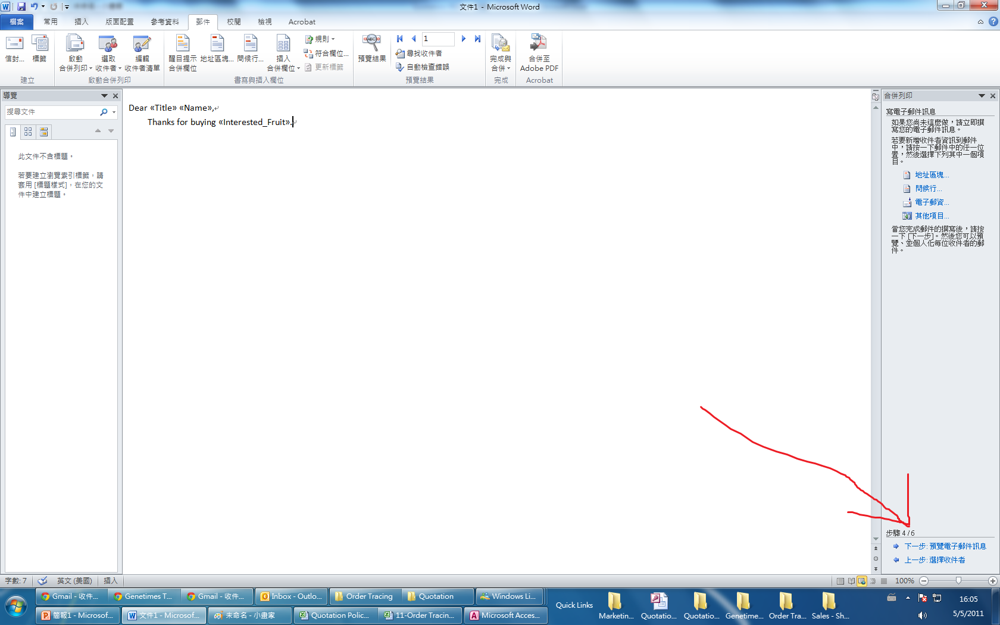 文件1 - Microsoft Word
檔案 常用 插入 版面配置 參考資料 郵件 校閱 檢視 Acrobat
信封... 標籤
建立
啟動
合併列印 選取
收件者 編輯
收件者清單
啟動合併列印
醒目提示
合併欄位 地址區塊... 問候行... 插入
合併欄位
規則
符合欄位...
更新標籤
書寫與插入欄位
預覽結果
1
尋找收件者
自動檢查錯誤
預覽結果
完成與
合併
完成
合併至
Adobe PDF
Acrobat
導覽
搜尋文件
此文件不含標題。
若要建立瀏覽索引標籤，請
套用 [標題樣式]，在您的文
件中建立標題。
Dear «Title» «Name»,
Thanks for buying «Interested_Fruit».
合併列印
寫電子郵件訊息
如果您尚未這麼做，請立即撰
寫您的電子郵件訊息。
若要新增收件者資訊到郵件
中，請按一下郵件中的任一位
置，然後選擇下列其中一個項
目。
地址區塊...
問候行...
電子郵資...
其他項目...
當您完成郵件的撰寫後，請按
一下 [下一步]。然後您可以預
覽、並個人化每位收件者的郵
件。
步驟 4 / 6
下一步: 預覽電子郵件訊息
上一步: 選擇收件者
字數: 7 英文 (美國) 插入 100%
Gmail - 收件... Genetimes T... Gmail - 收件... Inbox - Outlo... Order Tracing Quotation Windows Li...
簡報1 - Microsof... 文件1 - Microsof... 未命名 - 小畫家 Quotation Polic... 11-Order Tracin... Microsoft Acces...
Quick Links
Marketin... Quotatio... Quotatio... Genetime... Order Tra... Sales - Sh...
16:05
5/5/2011